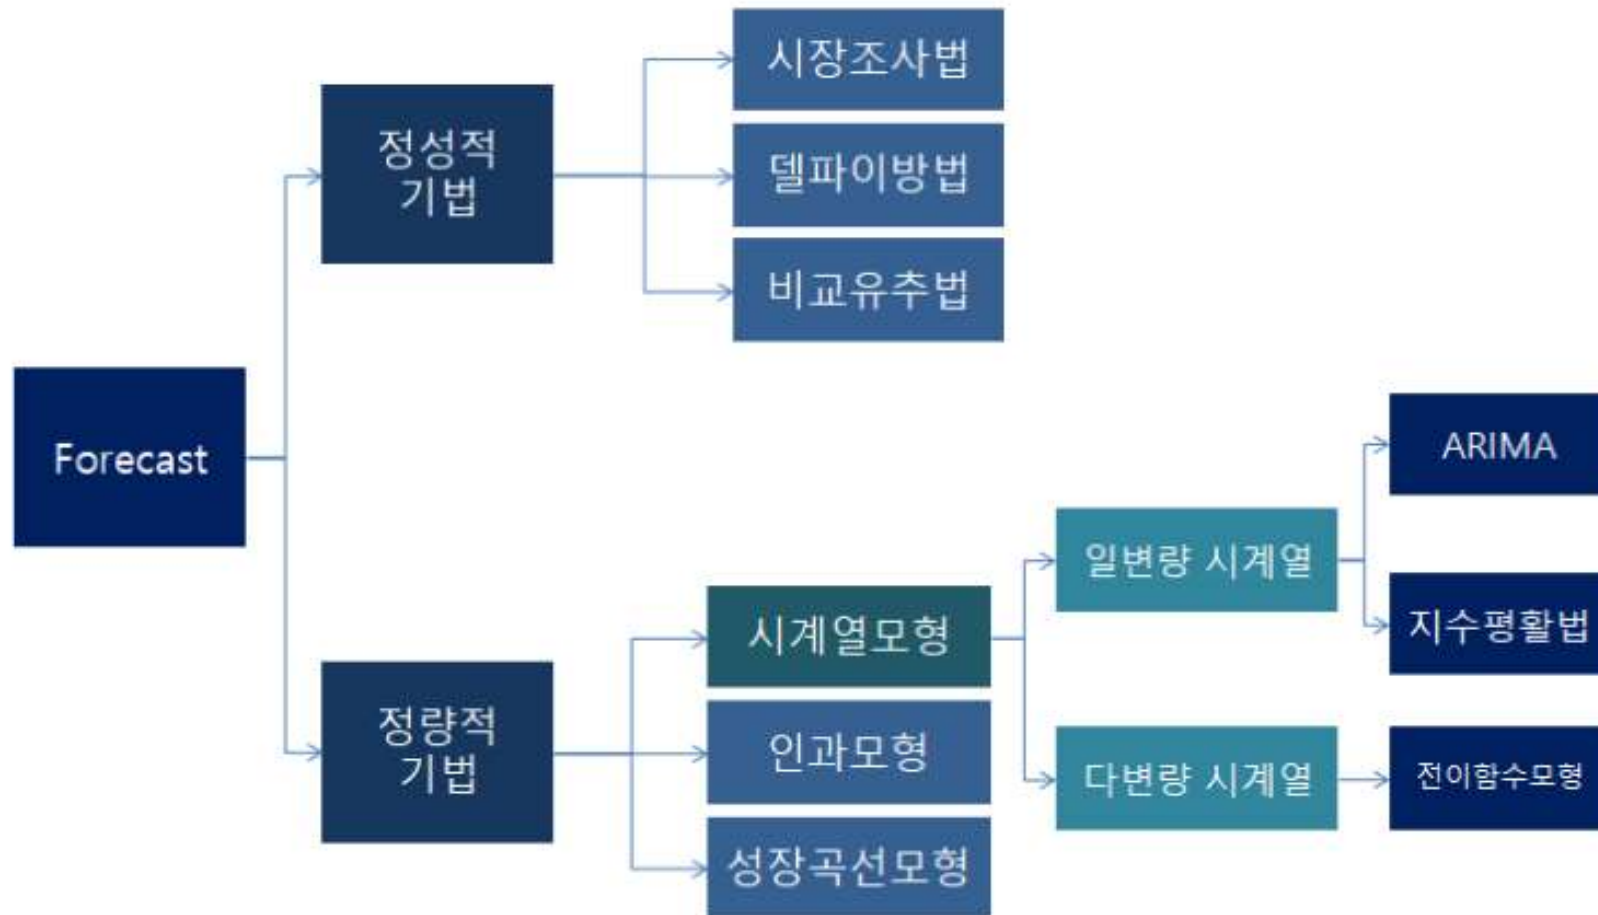 시장조사법
정성적
기법
델파이방법
비교유추법
Forecast
ARIMA
일변량 시계열
지수평활법
시계열모형
정량적
기법
인과모형
다변량 시계열
전이함수모형
성장곡선모형